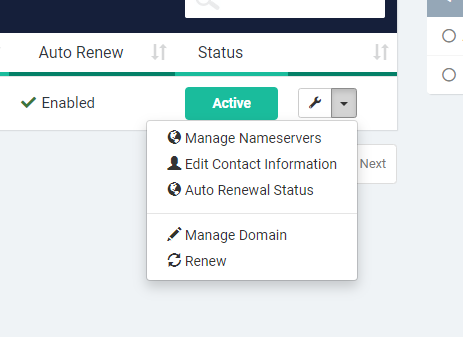 Auto Renew
Status
Enabled
Active
Manage Nameservers
Edit Contact Information
Auto Renewal Status
Next
Manage Domain
Renew